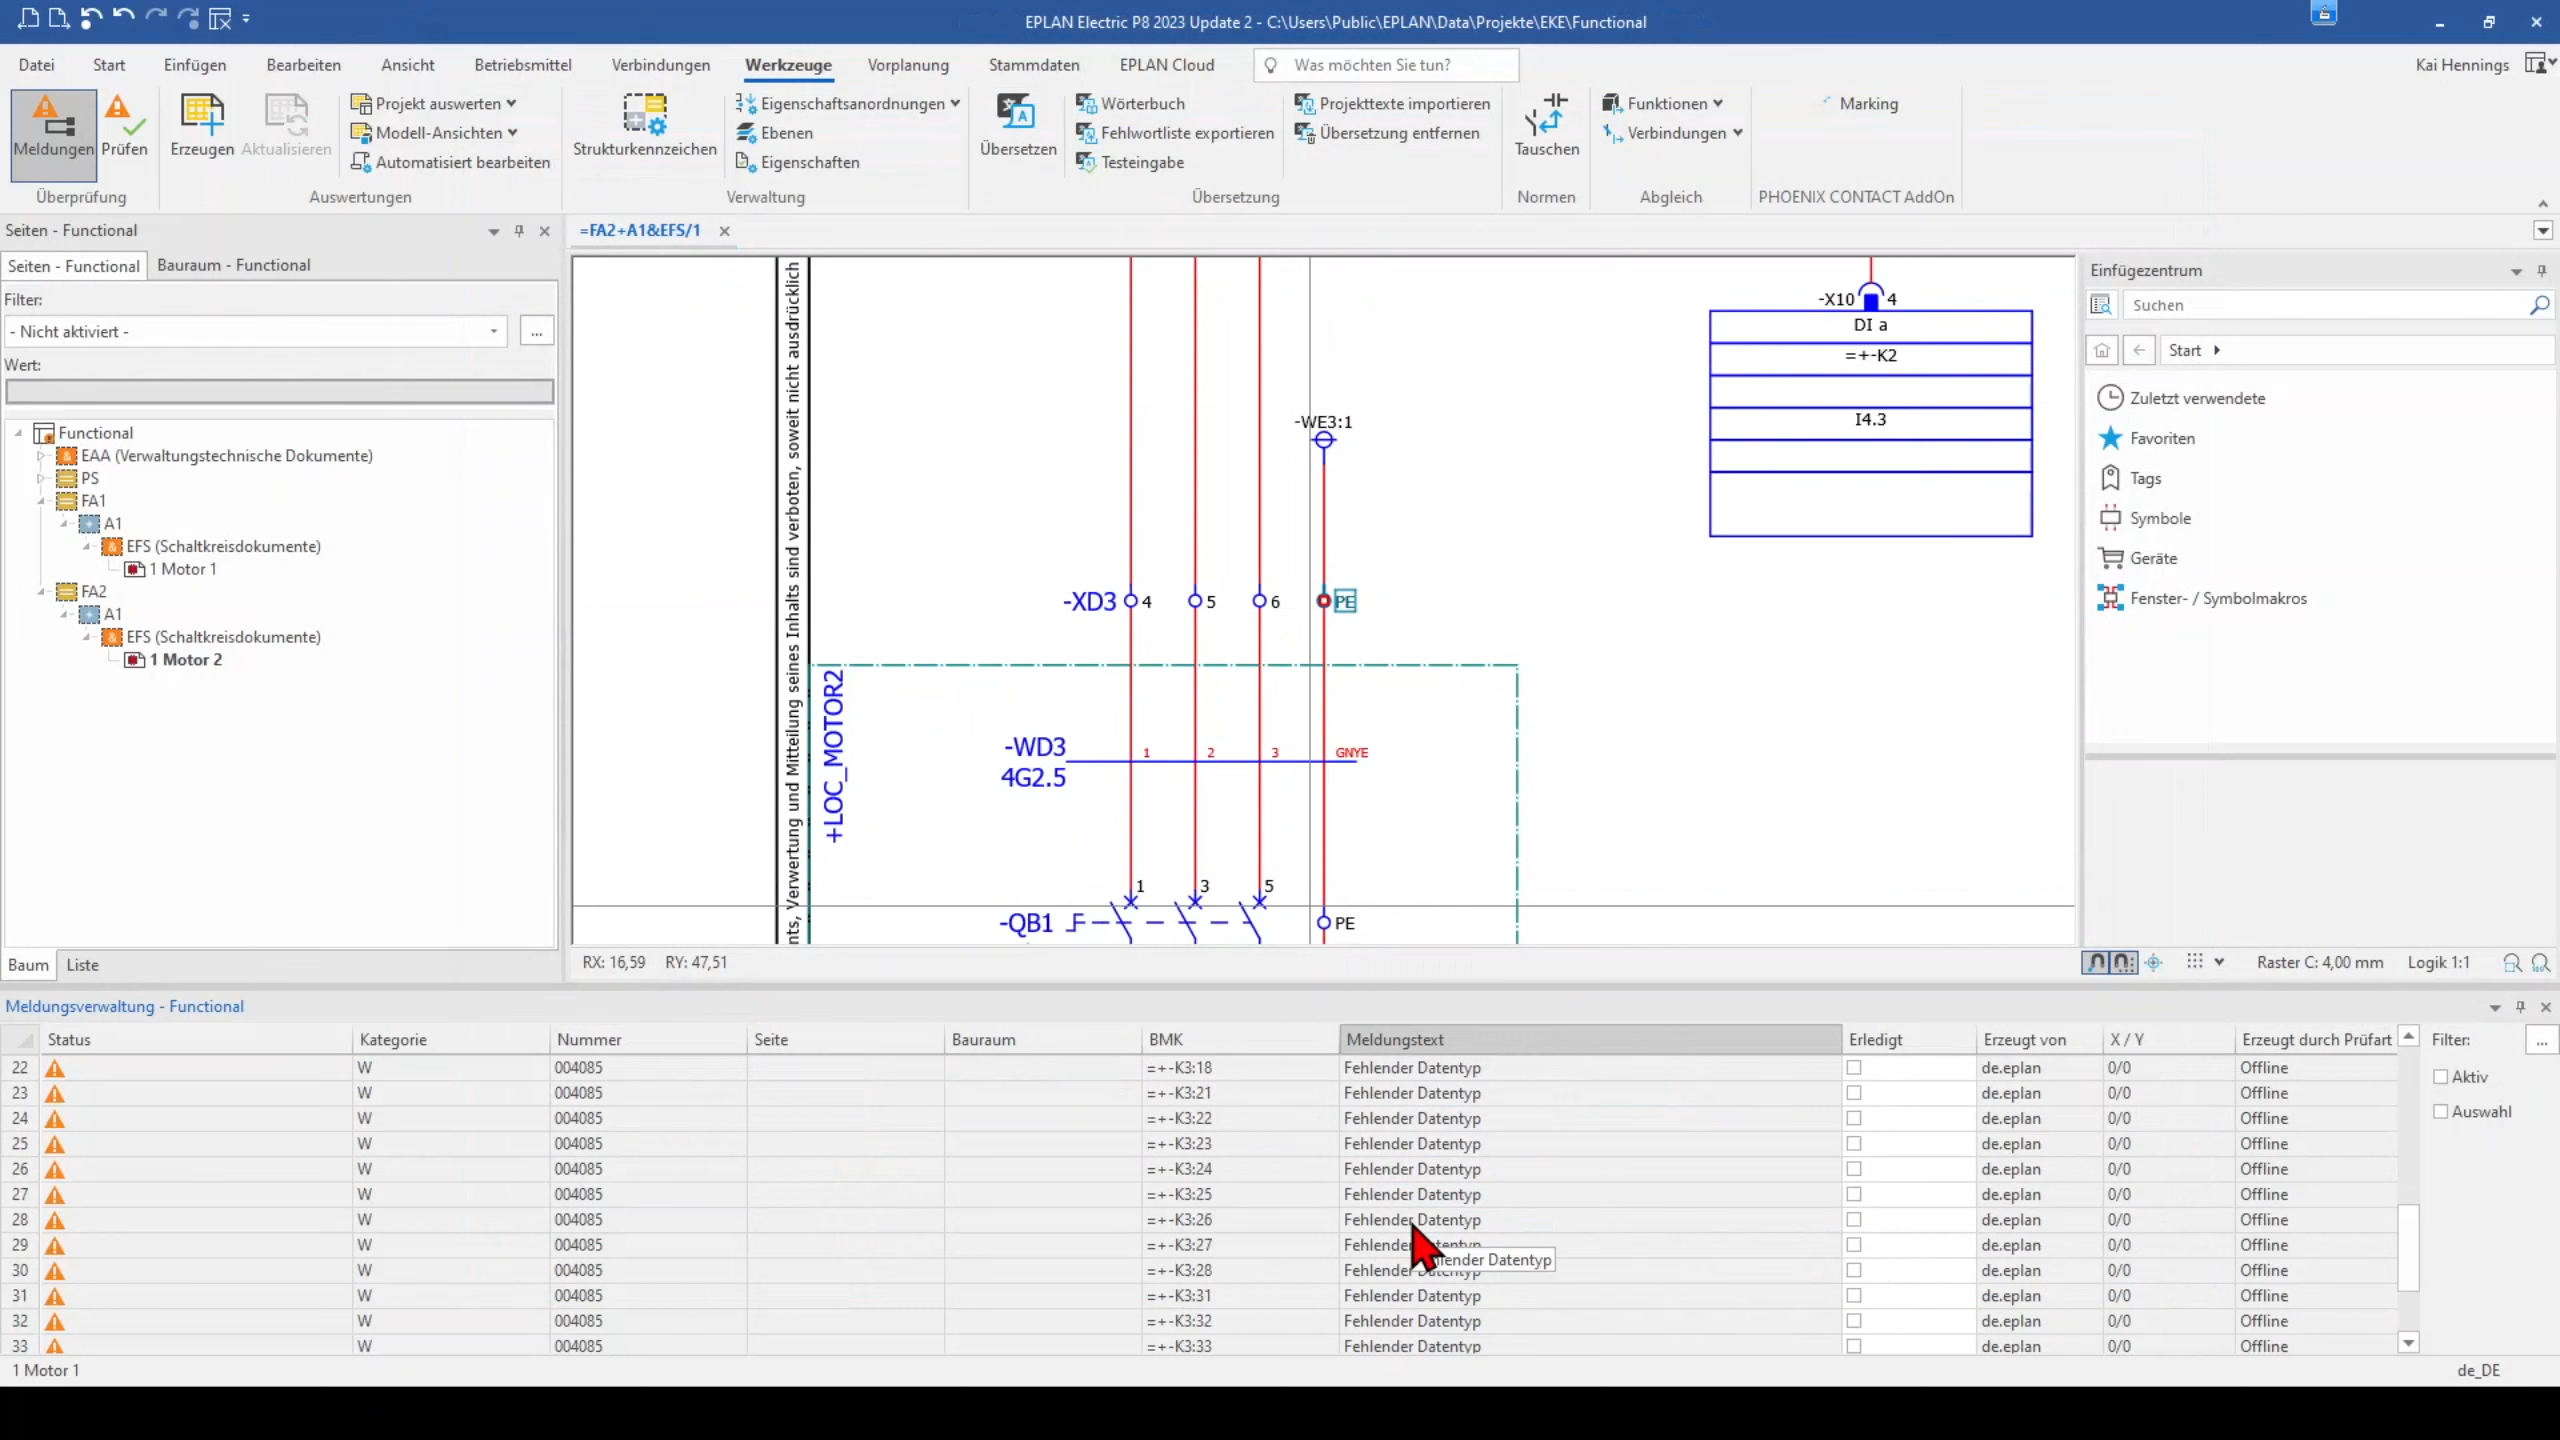 EPLAN Electric P8 2023 Update 2 - C:\Users\Public\EPLAN\Data\Projekte\EKE\Functional
Datei Start Einfügen Bearbeiten Ansicht Betriebsmittel Verbindungen Werkzeuge Vorplanung Stammdaten EPLAN Cloud Was möchten Sie tun? Kai Hennings
Meldungen Prüfen
Überprüfung
Erzeugen Aktualisieren
Projekt auswerten
Modell-Ansichten
Automatisiert bearbeiten
Auswertungen
Strukturkennzeichen
Eigenschaftsanordnungen
Ebenen
Eigenschaften
Verwaltung
Übersetzen
Wörterbuch
Fehlwortliste exportieren
Testeingabe
Projekttexte importieren
Übersetzung entfernen
Übersetzung
Tauschen
Normen
Funktionen
Verbindungen
Abgleich
Marking
PHOENIX CONTACT AddOn
Seiten - Functional
Seiten - Functional Bauraum - Functional
Filter:
- Nicht aktiviert -
...
Wert:
Functional
EAA (Verwaltungstechnische Dokumente)
PS
FA1
A1
EFS (Schaltkreisdokumente)
1 Motor 1
FA2
A1
EFS (Schaltkreisdokumente)
1 Motor 2
Baum Liste
=FA2+A1&EFS/1
nts, Verwertung und Mitteilung seines Inhalts sind verboten, soweit nicht ausdrücklich
-X10 4
DI a
=+-K2
I4.3
-WE3:1
-XD3 4 5 6 PE
+LOC_MOTOR2
-WD3 1 2 3 GNYE
4G2.5
1 3 5
-QB1 PE
RX: 16,59 RY: 47,51
Raster C: 4,00 mm Logik 1:1
Einfügezentrum
Suchen
Start
Zuletzt verwendete
Favoriten
Tags
Symbole
Geräte
Fenster- / Symbolmakros
Meldungsverwaltung - Functional
Status Kategorie Nummer Seite Bauraum BMK Meldungstext Erledigt Erzeugt von X / Y Erzeugt durch Prüfart
22 W 004085 =+-K3:18 Fehlender Datentyp de.eplan 0/0 Offline
23 W 004085 =+-K3:21 Fehlender Datentyp de.eplan 0/0 Offline
24 W 004085 =+-K3:22 Fehlender Datentyp de.eplan 0/0 Offline
25 W 004085 =+-K3:23 Fehlender Datentyp de.eplan 0/0 Offline
26 W 004085 =+-K3:24 Fehlender Datentyp de.eplan 0/0 Offline
27 W 004085 =+-K3:25 Fehlender Datentyp de.eplan 0/0 Offline
28 W 004085 =+-K3:26 Fehlender Datentyp de.eplan 0/0 Offline
29 W 004085 =+-K3:27 Fehlender de.eplan 0/0 Offline
30 W 004085 =+-K3:28 Fehlender Datentyp de.eplan 0/0 Offline
31 W 004085 =+-K3:31 Fehlender Datentyp de.eplan 0/0 Offline
32 W 004085 =+-K3:32 Fehlender Datentyp de.eplan 0/0 Offline
33 W 004085 =+-K3:33 Fehlender Datentyp de.eplan 0/0 Offline
Filter:
...
Aktiv
Auswahl
1 Motor 1
de_DE